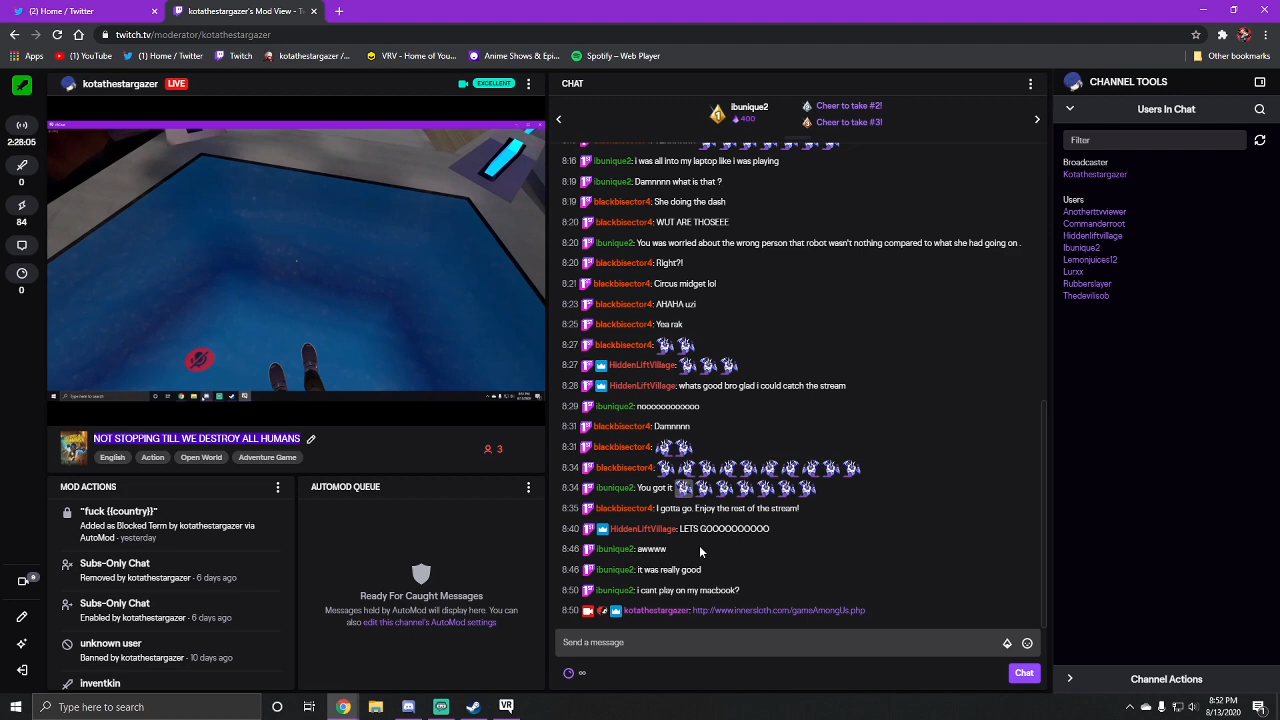 (2) Home / Twitter
kotathestargazer's Mod View - Tw
twitch.tv/moderator/kotathestargazer
Apps
(1) YouTube
(2) Home / Twitter
Twitch
kotathestargazer /...
VRV - Home of You...
Anime Shows - Wat...
Spotify – My Playlist
Other bookmarks
kotathestargazer
LIVE
EXCELLENT
2:28:05
0
84
0
Type here to search
NOT STOPPING TILL WE DESTROY ALL HUMANS
English
Action
Open World
Adventure Game
3
MOD ACTIONS
"fuck {{country}}"
Added as Blocked Term by kotathestargazer via
AutoMod - yesterday
Subs-Only Chat
Removed by kotathestargazer - 6 days ago
Subs-Only Chat
Enabled by kotathestargazer - 6 days ago
unknown user
Banned by kotathestargazer - 10 days ago
inventkin
AUTOMOD QUEUE
Ready For Caught Messages
Messages held by AutoMod will display here. You can
also edit this channel's AutoMod settings
CHAT
1
ibunique2
400
Cheer to take #2!
Cheer to take #3!
8:16 ibunique2: i was all into my laptop like i was playing
8:19 ibunique2: Damnnnn what is that ?
8:19 blackbisector4: She doing the dash
8:20 blackbisector4: WUT ARE THOSEEE
8:20 ibunique2: You was worried about the wrong person that robot wasn't nothing compared to what she had going on .
8:20 blackbisector4: Right?!
8:21 blackbisector4: Circus midget lol
8:23 blackbisector4: AHAHA uzi
8:25 blackbisector4: Yea rak
8:27 blackbisector4:
8:27 HiddenLiftVillage:
8:28 HiddenLiftVillage: whats good bro glad i could catch the stream
8:29 ibunique2: noooooooooooo
8:31 blackbisector4: Damnnnn
8:31 blackbisector4:
8:34 blackbisector4:
8:34 ibunique2: You got it
8:35 blackbisector4: I gotta go. Enjoy the rest of the stream!
8:40 HiddenLiftVillage: LETS GOOOOOOOOOO
8:46 ibunique2: awwww
8:46 ibunique2: it was really good
8:50 ibunique2: i cant play on my macbook?
8:50 kotathestargazer: http://www.innersloth.com/gameAmongUs.php
Send a message
Chat
CHANNEL TOOLS
Users In Chat
Filter
Broadcaster
Kotathestargazer
Users
Anotherttvviewer
Commanderroot
Hiddenliftvillage
Ibunique2
Lemonjuices12
Lurxx
Rubberslayer
Thedevilisob
Channel Actions
Type here to search
VR
8:52 PM
8/13/2020